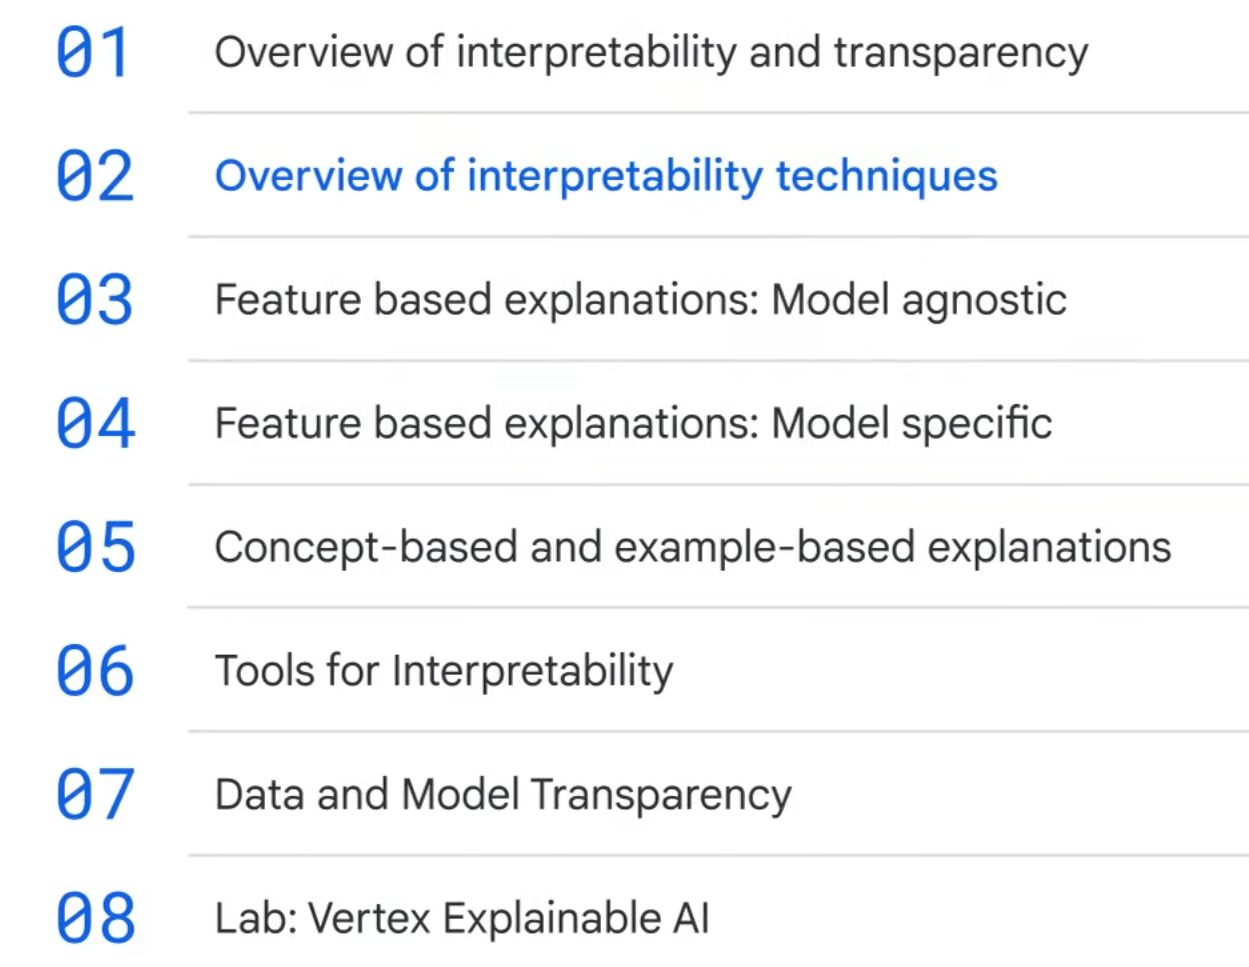 01 Overview of interpretability and transparency
02 Overview of interpretability techniques
03 Feature based explanations: Model agnostic
04 Feature based explanations: Model specific
05 Concept-based and example-based explanations
06 Tools for Interpretability
07 Data and Model Transparency
08 Lab: Vertex Explainable AI